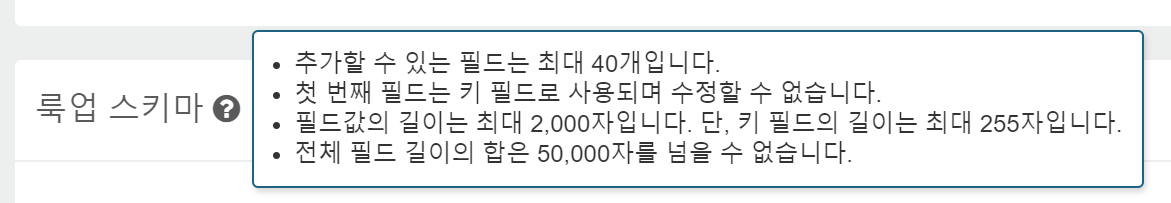 룩업 스키마 ?
• 추가할 수 있는 필드는 최대 40개입니다.
• 첫 번째 필드는 키 필드로 사용되며 수정할 수 없습니다.
• 필드값의 길이는 최대 2,000자입니다. 단, 키 필드의 길이는 최대 255자입니다.
• 전체 필드 길이의 합은 50,000자를 넘을 수 없습니다.